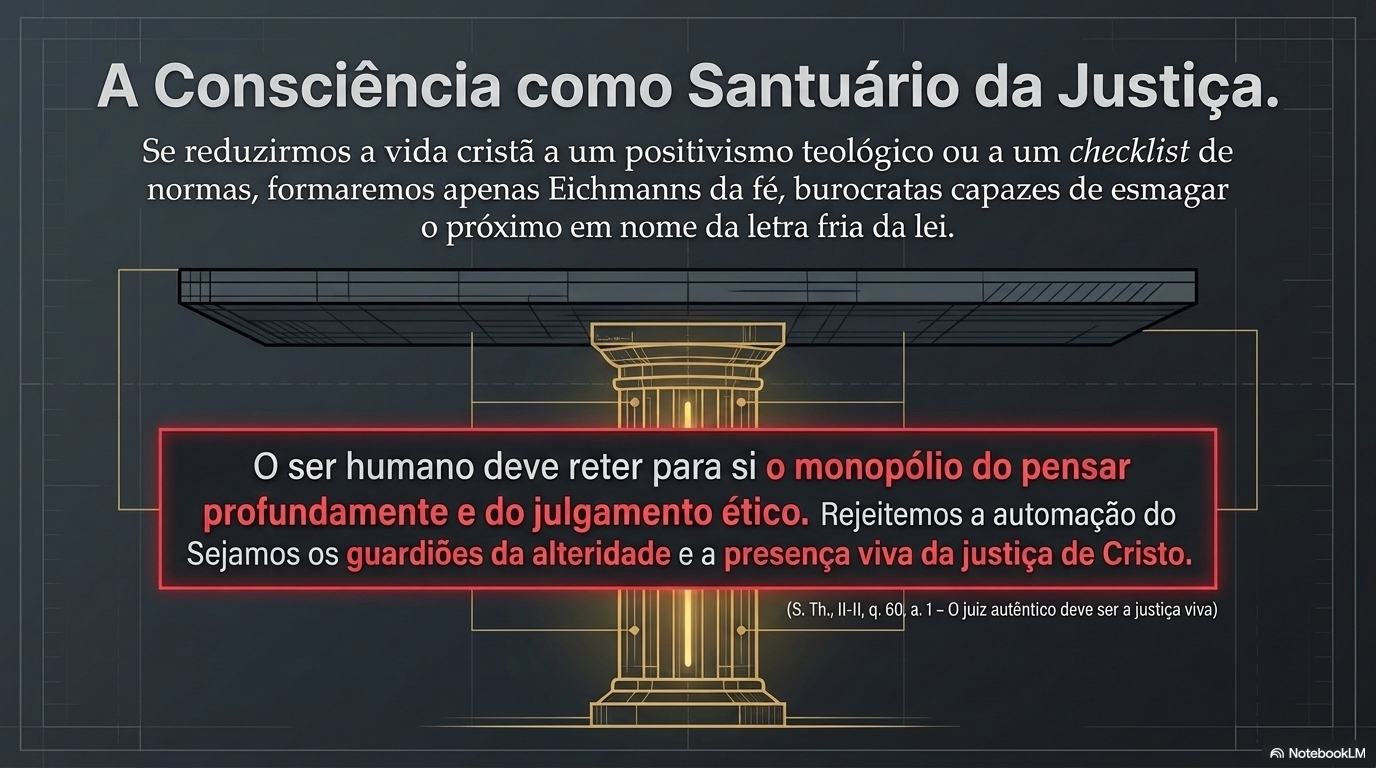 A Consciência como Santuário da Justiça.
Se reduzirmos a vida cristã a um positivismo teológico ou a um checklist de
normas, formaremos apenas Eichmanns da fé, burocratas capazes de esmagar
o próximo em nome da letra fria da lei.
O ser humano deve reter para si o monopólio do pensar
profundamente e do julgamento ético. Rejeitemos a automação do
Sejamos os guardiões da alteridade e a presença viva da justiça de Cristo.
(S. Th., II-II, q. 60, a. 1 – O juiz autêntico deve ser a justiça viva)
NotebookLM